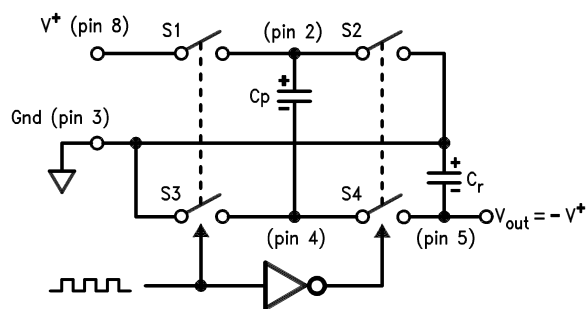 V+ (pin 8)
S1
(pin 2)
S2
+
Cp
−
Gnd (pin 3)
+
Cr
−
S3
S4
(pin 4)
(pin 5)
Vout = − V+